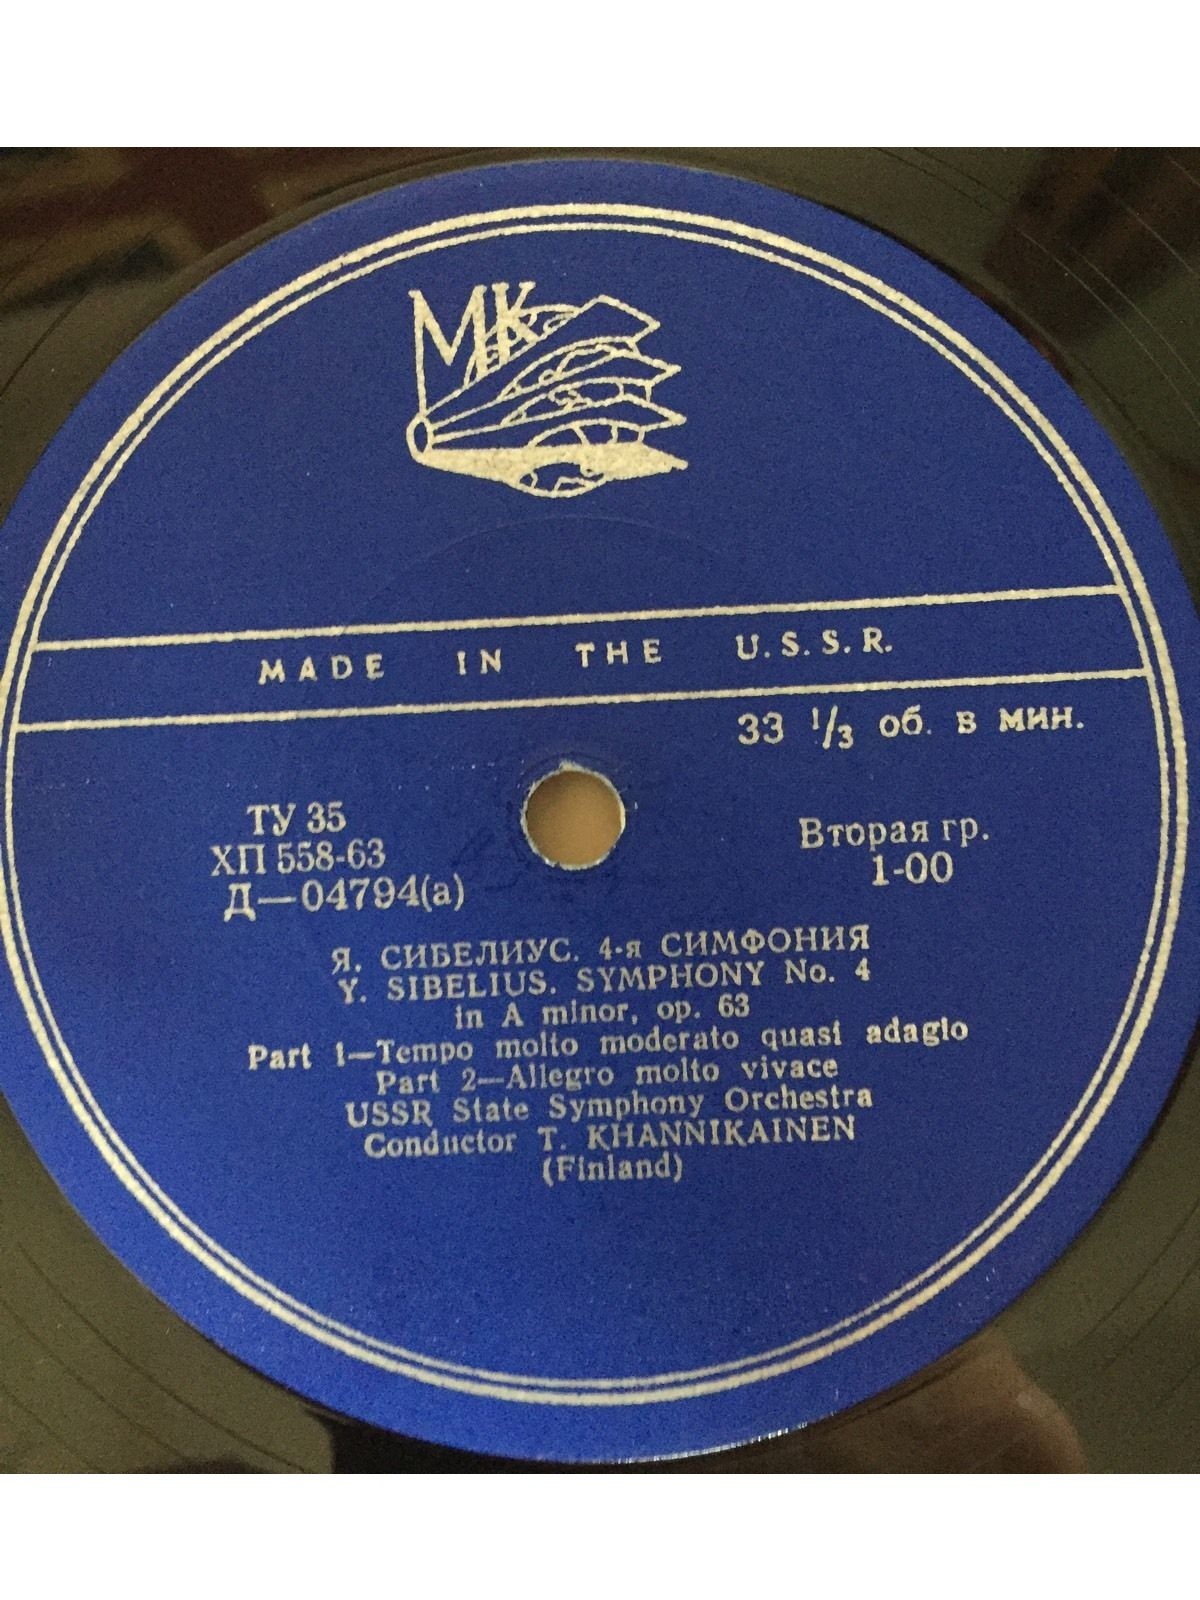 МК
MADE IN THE U.S.S.R.
33 1/3 об. в мин.
ТУ 35
ХП 558-63
Д—04794(а)
Вторая гр.
1-00
Я. СИБЕЛИУС. 4-я СИМФОНИЯ
Y. SIBELIUS. SYMPHONY No. 4
in A minor, op. 63
Part 1—Tempo molto moderato quasi adagio
Part 2—Allegro molto vivace
USSR State Symphony Orchestra
Conductor T. KHANNIKAINEN
(Finland)